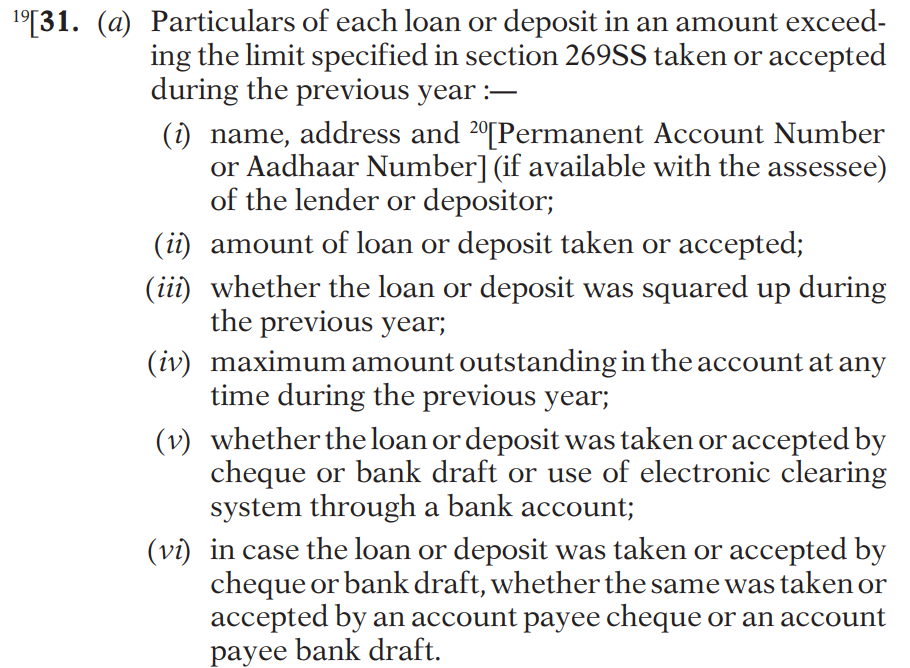 19[31. (a) Particulars of each loan or deposit in an amount exceed-
ing the limit specified in section 269SS taken or accepted
during the previous year :—
(i) name, address and 20[Permanent Account Number
or Aadhaar Number] (if available with the assessee)
of the lender or depositor;
(ii) amount of loan or deposit taken or accepted;
(iii) whether the loan or deposit was squared up during
the previous year;
(iv) maximum amount outstanding in the account at any
time during the previous year;
(v) whether the loan or deposit was taken or accepted by
cheque or bank draft or use of electronic clearing
system through a bank account;
(vi) in case the loan or deposit was taken or accepted by
cheque or bank draft, whether the same was taken or
accepted by an account payee cheque or an account
payee bank draft.